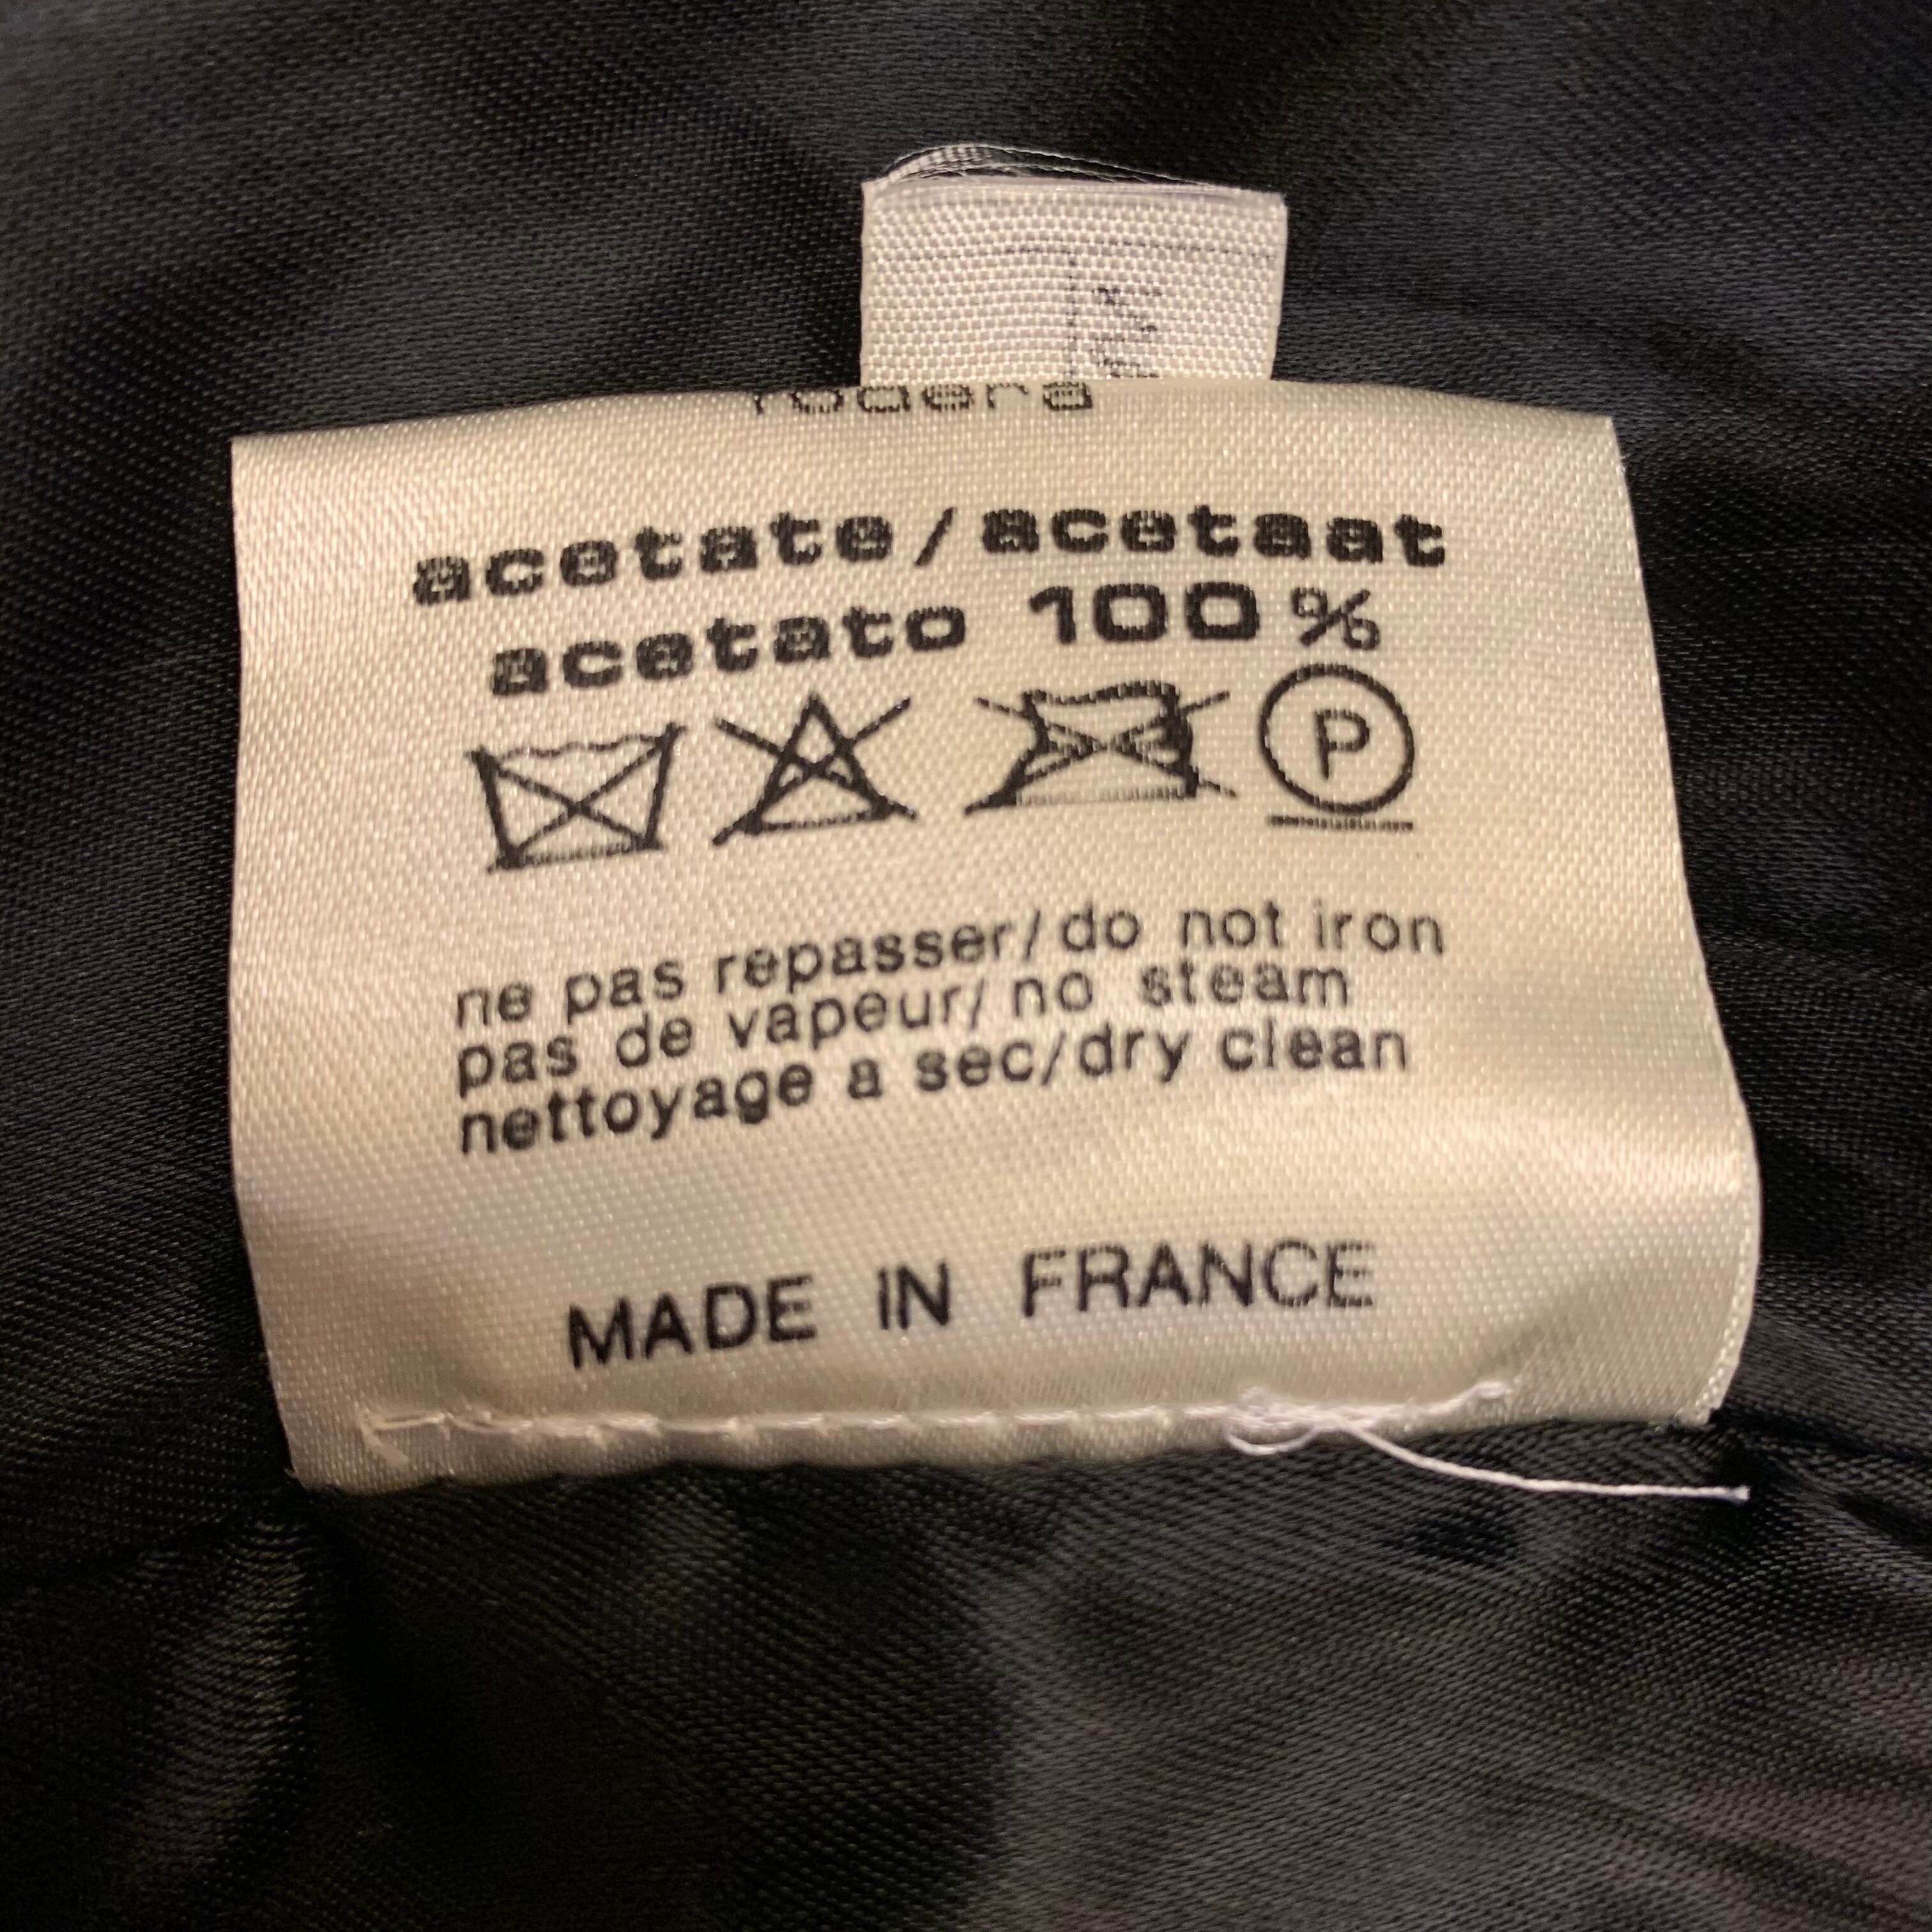 acetate/acetaat
acetato 100%
P
ne pas repasser/do not iron
pas de vapeur/no steam
nettoyage a sec/dry clean
MADE IN FRANCE